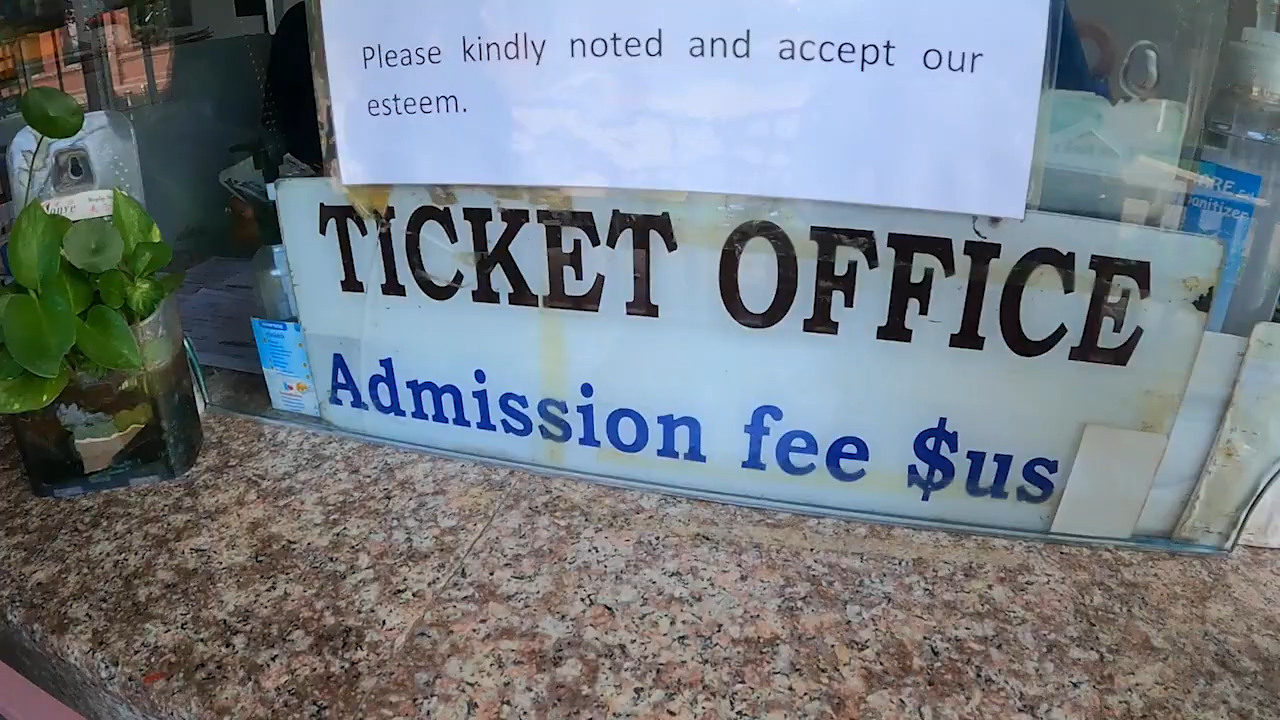 Please kindly noted and accept our
esteem.
TICKET OFFICE
Admission fee $us